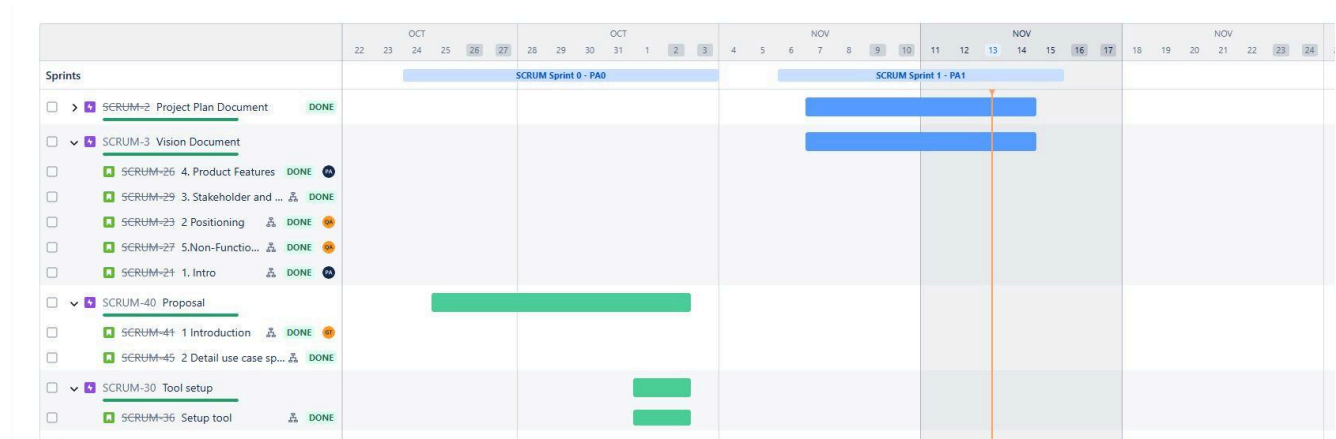 OCT OCT NOV NOV NOV
22 23 24 25 26 27 28 29 30 31 1 2 3 4 5 6 7 8 9 10 11 12 13 14 15 16 17 18 19 20 21 22 23 24
Sprints SCRUM Sprint 0 - PA0 SCRUM Sprint 1 - PA1
SCRUM-2 Project Plan Document DONE
SCRUM-3 Vision Document
SCRUM-26 4. Product Features DONE PA
SCRUM-29 3. Stakeholder and ... DONE
SCRUM-23 2 Positioning DONE QA
SCRUM-27 5.Non-Functio... DONE QA
SCRUM-21 1. Intro DONE PA
SCRUM-40 Proposal
SCRUM-41 1 Introduction DONE GT
SCRUM-45 2 Detail use case sp... DONE
SCRUM-30 Tool setup
SCRUM-36 Setup tool DONE